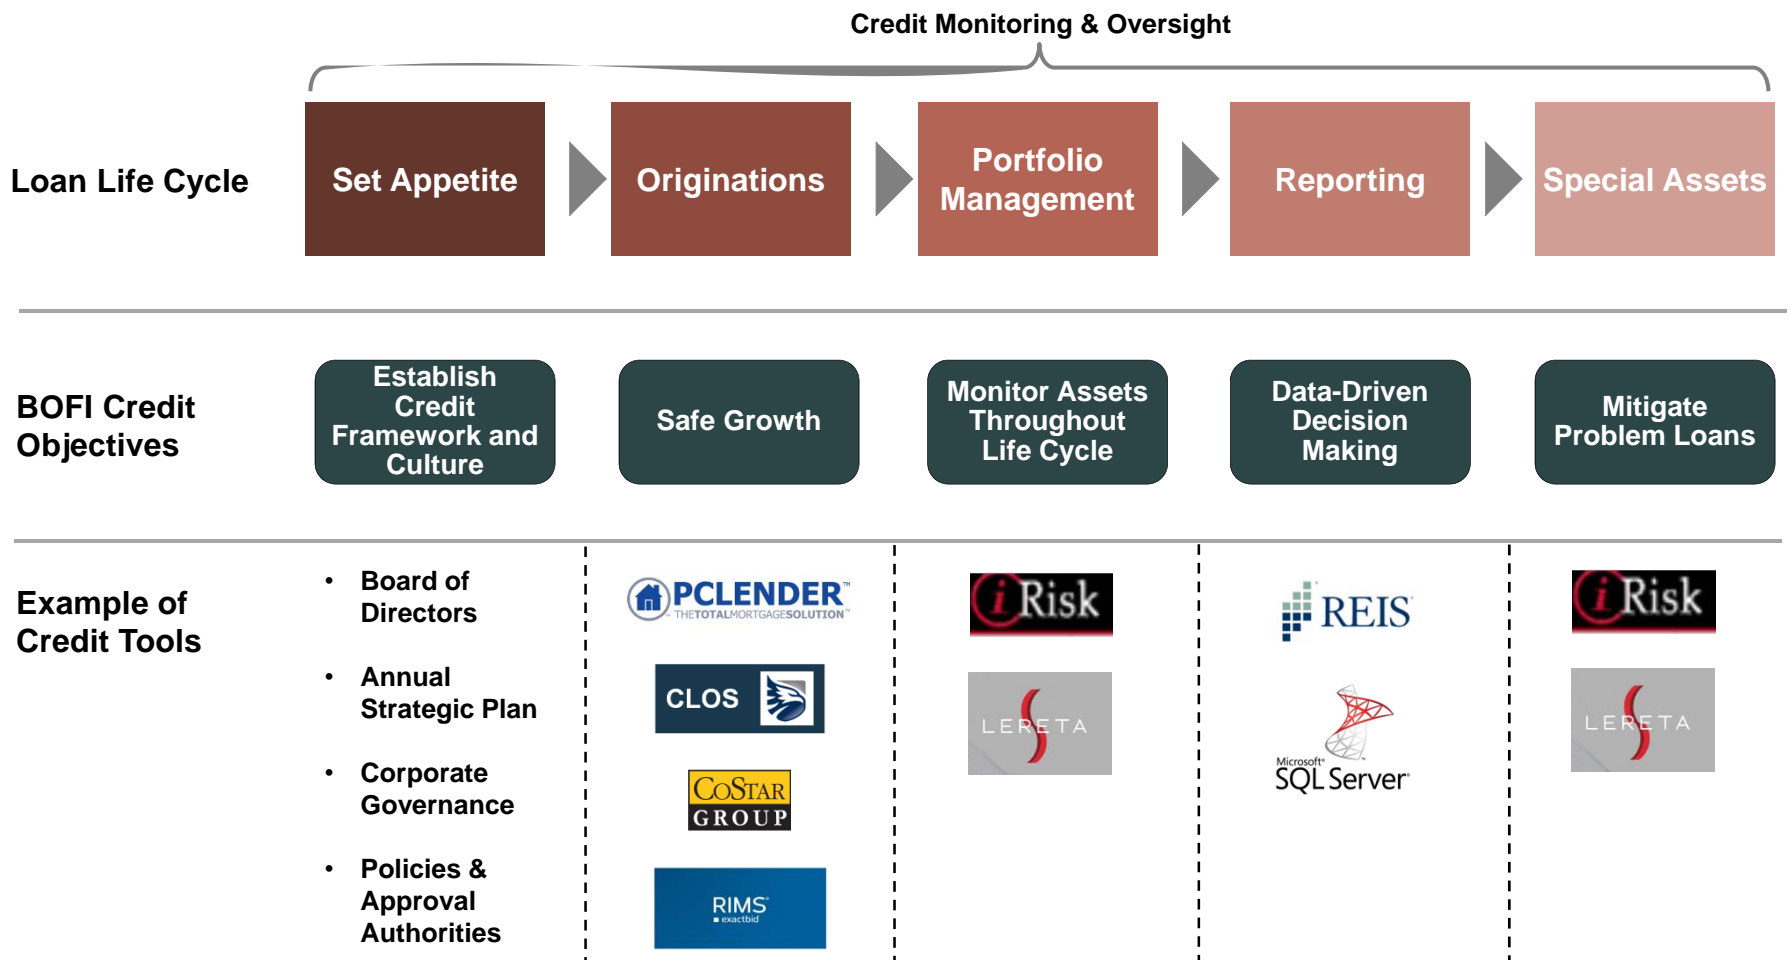 Credit Monitoring & Oversight
Loan Life Cycle
Set Appetite
Originations
Portfolio
Management
Reporting
Special Assets
BOFI Credit
Objectives
Establish
Credit
Framework and
Culture
Safe Growth
Monitor Assets
Throughout
Life Cycle
Data-Driven
Decision
Making
Mitigate
Problem Loans
Example of
Credit Tools
• Board of
Directors
• Annual
Strategic Plan
• Corporate
Governance
• Policies &
Approval
Authorities
PCLENDER™
THETOTALMORTGAGESOLUTION™
CLOS
COSTAR
GROUP
RIMS®
exactbid
iRisk
LERETA
REIS
Microsoft®
SQL Server®
iRisk
LERETA